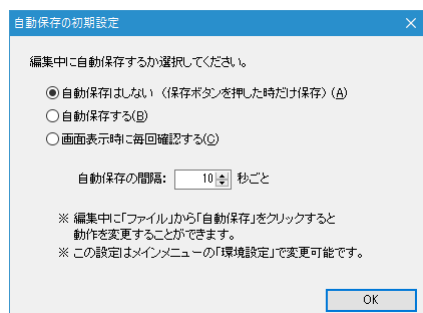 自動保存の初期設定
編集中に自動保存するか選択してください。
自動保存はしない（保存ボタンを押した時だけ保存）(A)
自動保存する(B)
画面表示時に毎回確認する(C)
自動保存の間隔： 10 秒ごと
※ 編集中に「ファイル」から「自動保存」をクリックすると
動作を変更することができます。
※ この設定はメインメニューの「環境設定」で変更可能です。
OK